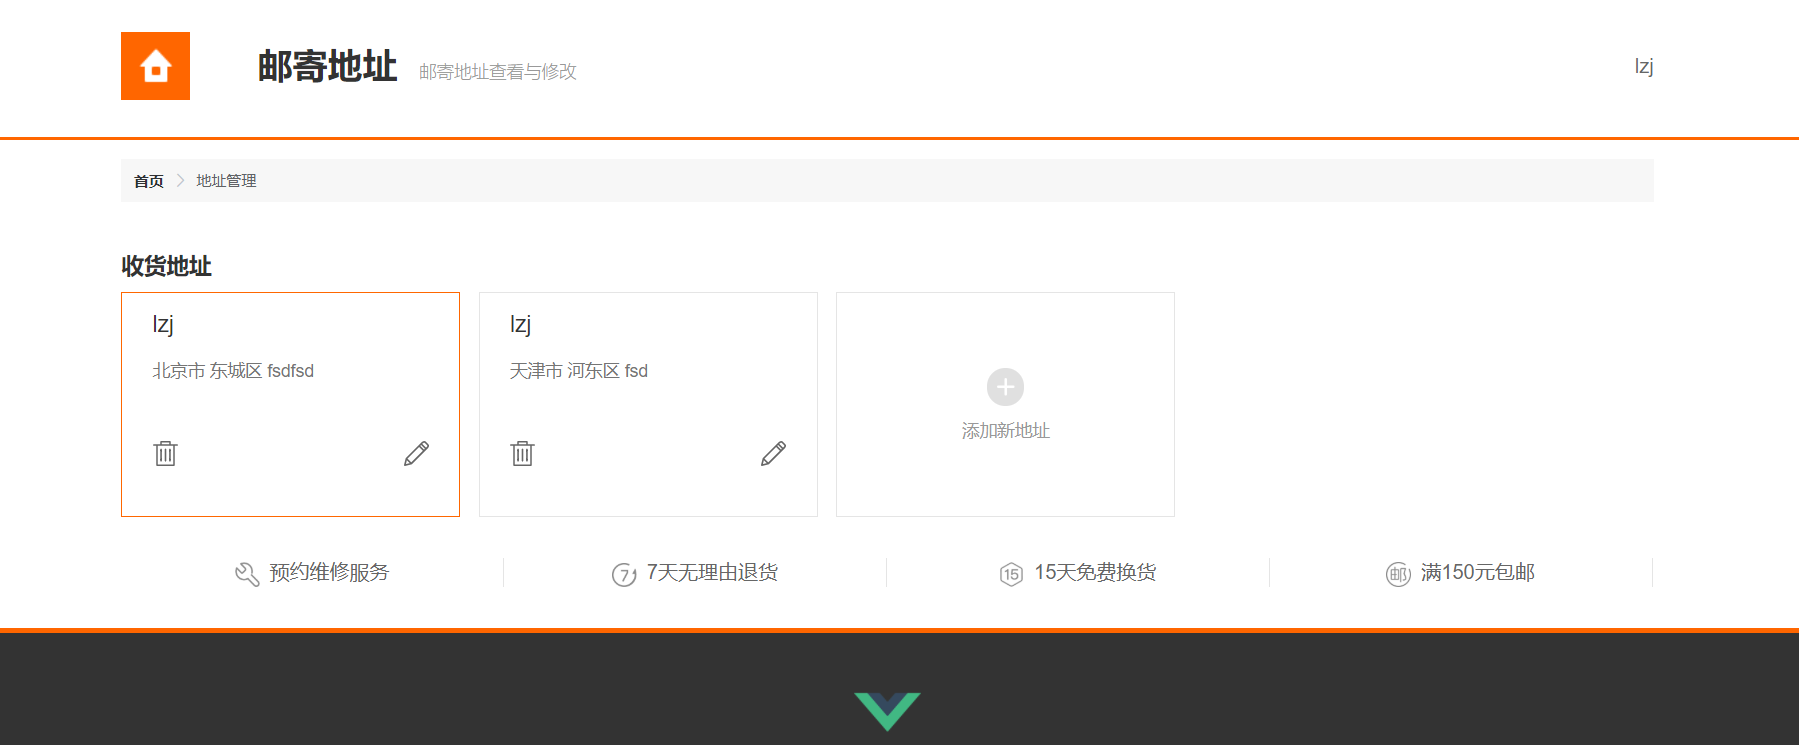 邮寄地址 邮寄地址查看与修改 lzj
首页 地址管理
收货地址
lzj
北京市 东城区 fsdfsd
lzj
天津市 河东区 fsd
添加新地址
预约维修服务
7 7天无理由退货
15 15天免费换货
邮 满150元包邮